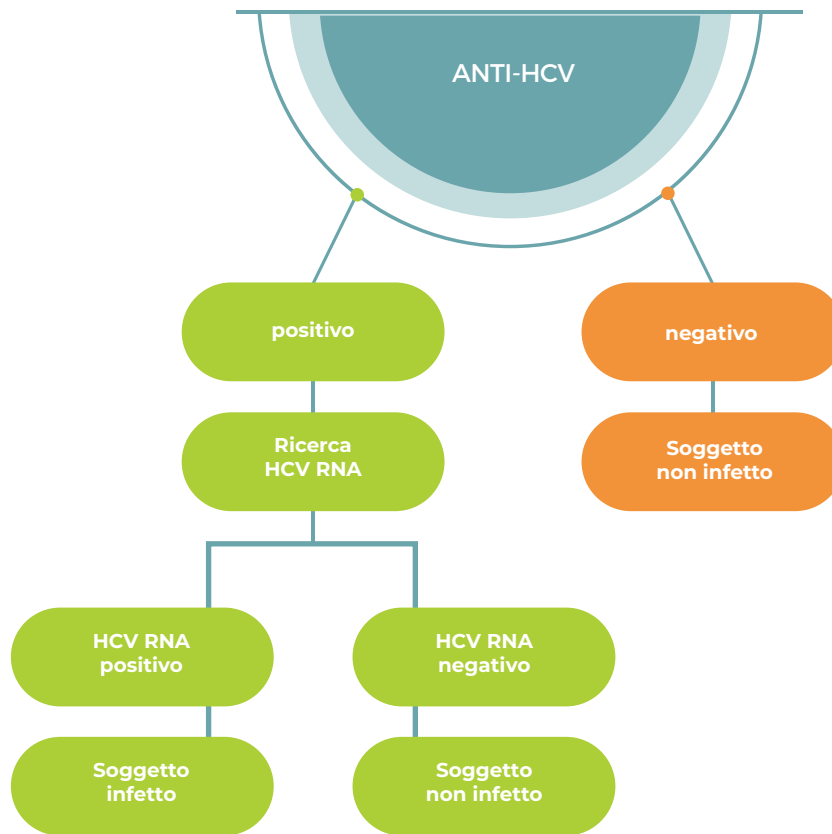 ANTI-HCV
positivo
negativo
Ricerca
HCV RNA
Soggetto
non infetto
HCV RNA
positivo
HCV RNA
negativo
Soggetto
infetto
Soggetto
non infetto